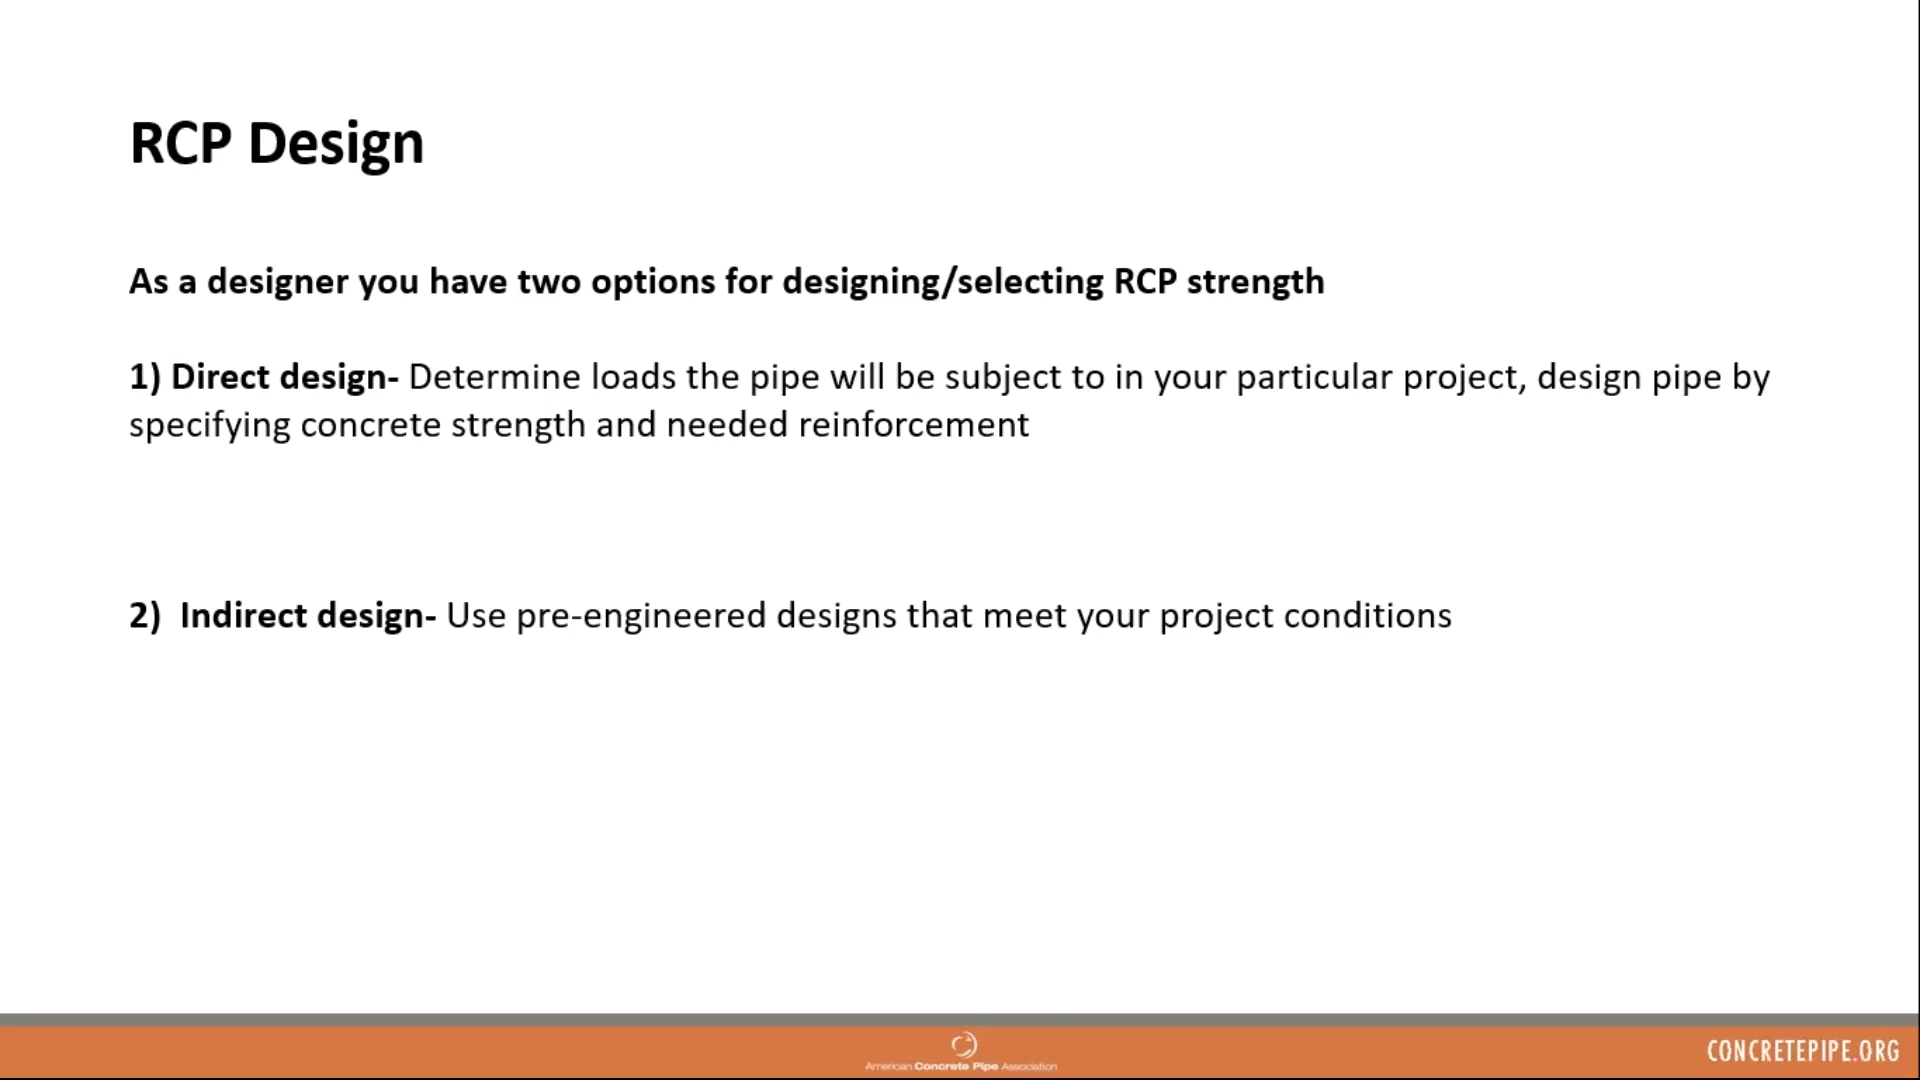 RCP Design
As a designer you have two options for designing/selecting RCP strength
1) Direct design- Determine loads the pipe will be subject to in your particular project, design pipe by
specifying concrete strength and needed reinforcement
2)  Indirect design- Use pre-engineered designs that meet your project conditions
American Concrete Pipe Association
CONCRETEPIPE.ORG